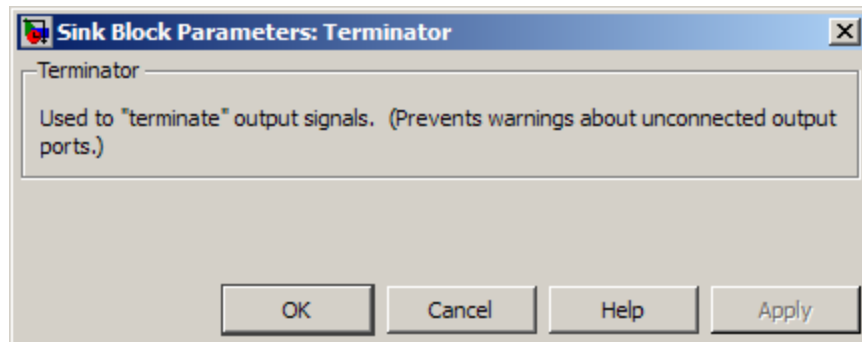 Sink Block Parameters: Terminator
Terminator
Used to "terminate" output signals.  (Prevents warnings about unconnected output
ports.)
OK Cancel Help Apply